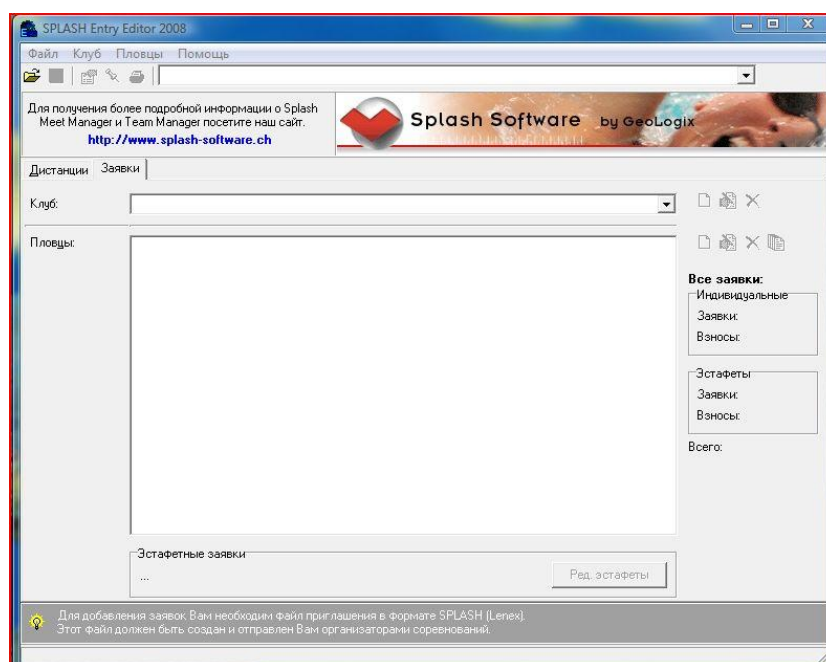 SPLASH Entry Editor 2008
Файл Клуб Пловцы Помощь
Для получения более подробной информации о Splash
Meet Manager и Team Manager посетите наш сайт.
http://www.splash-software.ch
Splash Software by GeoLogix
Дистанции Заявки
Клуб:
Пловцы:
Все заявки:
Индивидуальные
Заявки:
Взносы:
Эстафеты
Заявки:
Взносы:
Всего:
Эстафетные заявки
...
Ред. эстафеты
Для добавления заявок Вам необходим файл приглашения в формате SPLASH (Lenex).
Этот файл должен быть создан и отправлен Вам организаторами соревнований.